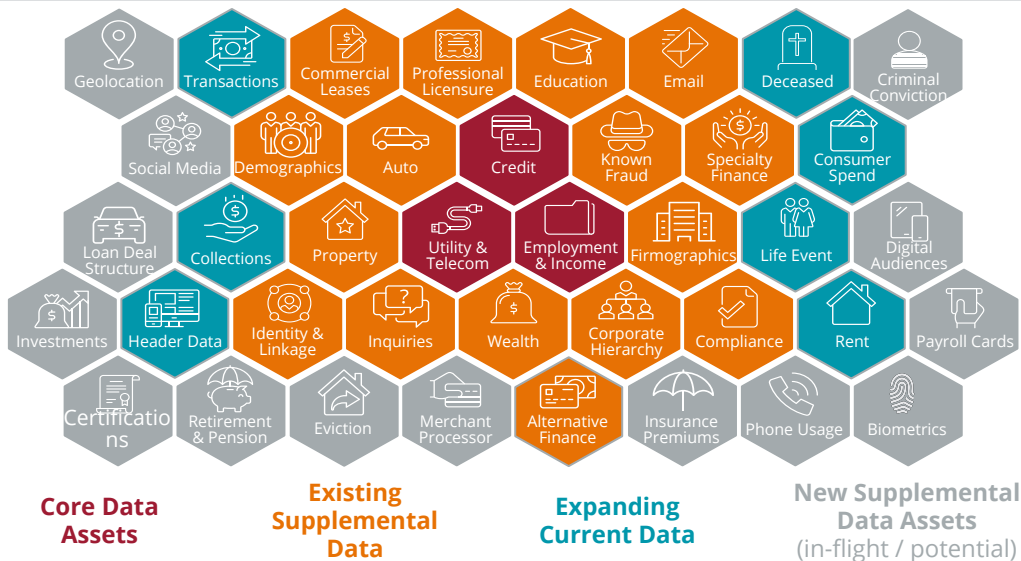 Geolocation
Transactions
Commercial
Leases
Professional
Licensure
Education
Email
Deceased
Criminal
Conviction
Social Media
Demographics
Auto
Credit
Known
Fraud
Specialty
Finance
Consumer
Spend
Loan Deal
Structure
Collections
Property
Utility &
Telecom
Employment
& Income
Firmographics
Life Event
Digital
Audiences
Investments
Header Data
Identity &
Linkage
Inquiries
Wealth
Corporate
Hierarchy
Compliance
Rent
Payroll Cards
Certificatio
ns
Retirement
& Pension
Eviction
Merchant
Processor
Alternative
Finance
Insurance
Premiums
Phone Usage
Biometrics
Core Data
Assets
Existing
Supplemental
Data
Expanding
Current Data
New Supplemental
Data Assets
(in-flight / potential)